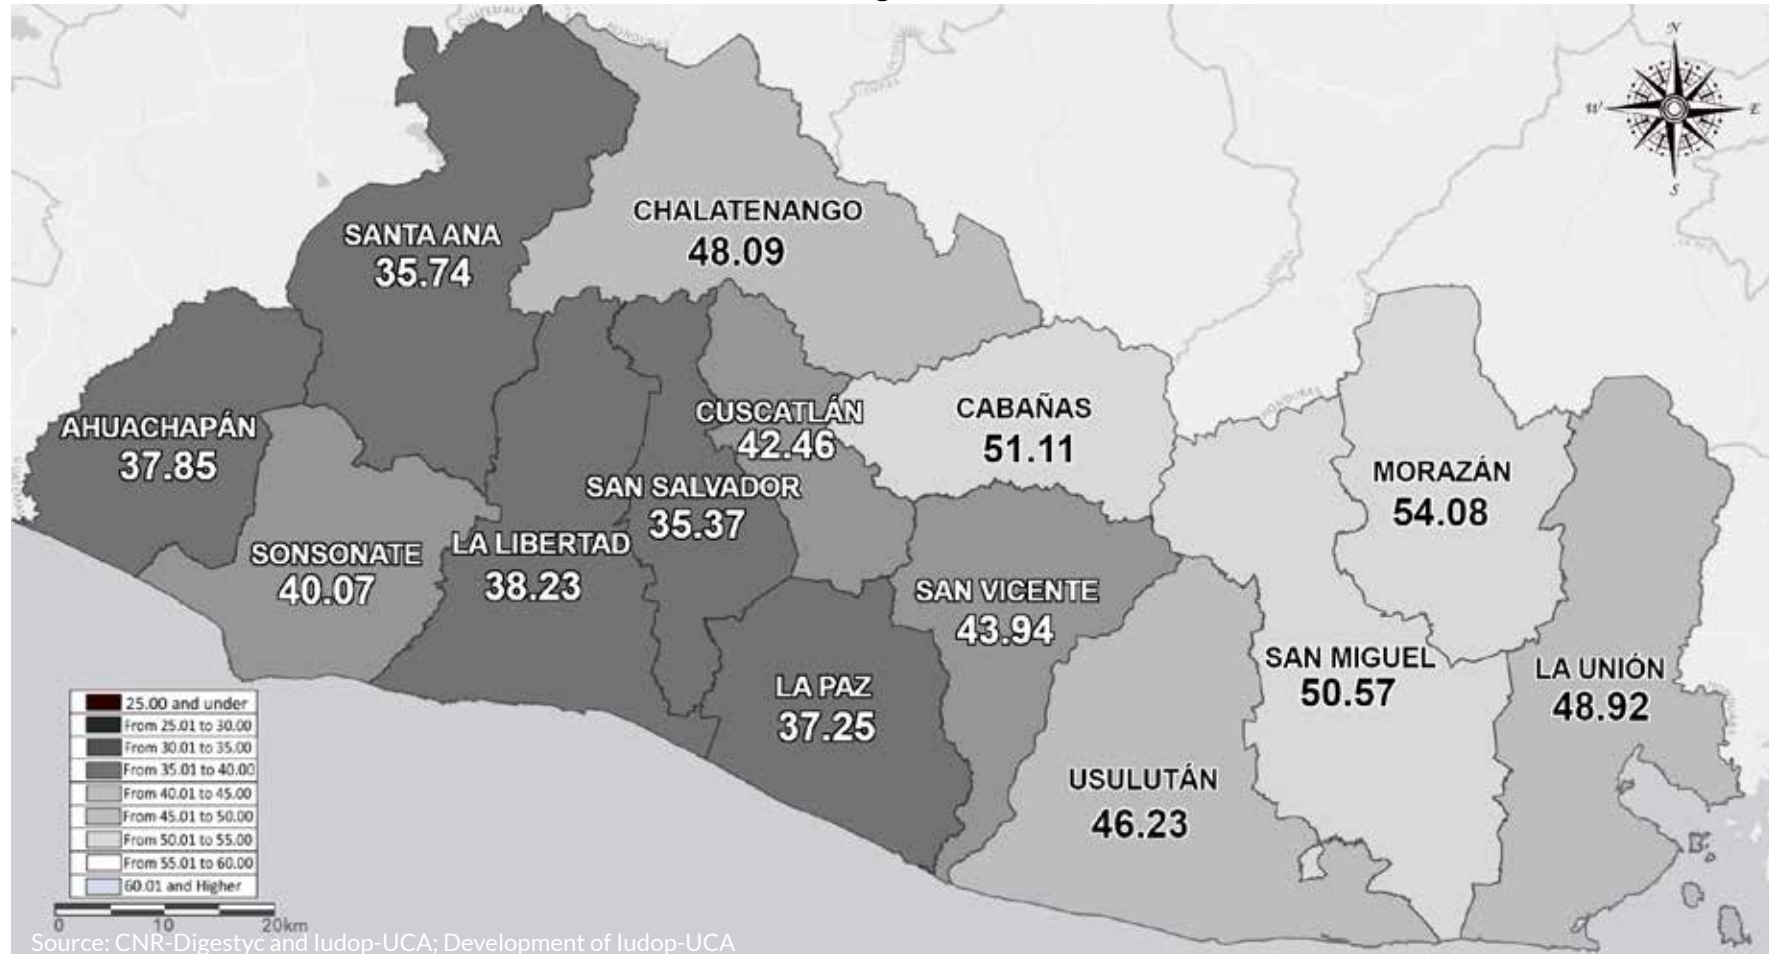 GUATEMALA
HONDURAS
N
W
E
S
CHALATENANGO
48.09
SANTA ANA
35.74
AHUACHAPÁN
37.85
CUSCATLÁN
42.46
CABAÑAS
51.11
MORAZÁN
54.08
SAN SALVADOR
35.37
SONSONATE
40.07
LA LIBERTAD
38.23
SAN VICENTE
43.94
SAN MIGUEL
50.57
LA UNIÓN
48.92
LA PAZ
37.25
USULUTÁN
46.23
HONDURAS
25.00 and under
From 25.01 to 30.00
From 30.01 to 35.00
From 35.01 to 40.00
From 40.01 to 45.00
From 45.01 to 50.00
From 50.01 to 55.00
From 55.01 to 60.00
60.01 and Higher
0 10 20km
Source: CNR-Digestyc and Iudop-UCA; Development of Iudop-UCA